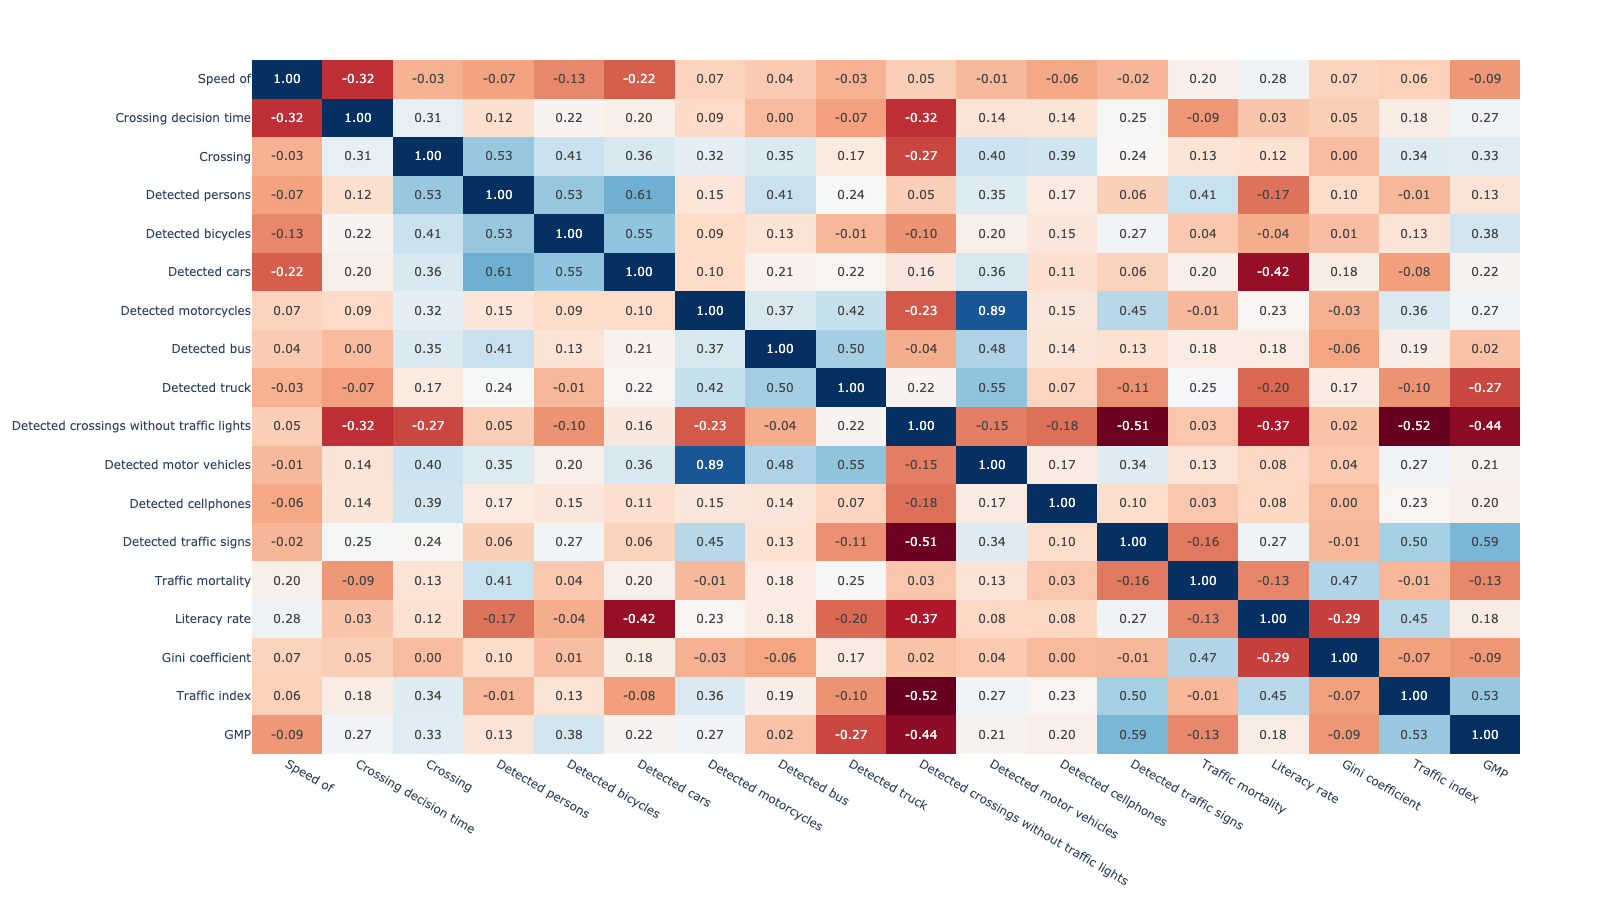 Speed of 1.00 -0.32 -0.03 -0.07 -0.13 -0.22 0.07 0.04 -0.03 0.05 -0.01 -0.06 -0.02 0.20 0.28 0.07 0.06 -0.09
Crossing decision time -0.32 1.00 0.31 0.12 0.22 0.20 0.09 0.00 -0.07 -0.32 0.14 0.14 0.25 -0.09 0.03 0.05 0.18 0.27
Crossing -0.03 0.31 1.00 0.53 0.41 0.36 0.32 0.35 0.17 -0.27 0.40 0.39 0.24 0.13 0.12 0.00 0.34 0.33
Detected persons -0.07 0.12 0.53 1.00 0.53 0.61 0.15 0.41 0.24 0.05 0.35 0.17 0.06 0.41 -0.17 0.10 -0.01 0.13
Detected bicycles -0.13 0.22 0.41 0.53 1.00 0.55 0.09 0.13 -0.01 -0.10 0.20 0.15 0.27 0.04 -0.04 0.01 0.13 0.38
Detected cars -0.22 0.20 0.36 0.61 0.55 1.00 0.10 0.21 0.22 0.16 0.36 0.11 0.06 0.20 -0.42 0.18 -0.08 0.22
Detected motorcycles 0.07 0.09 0.32 0.15 0.09 0.10 1.00 0.37 0.42 -0.23 0.89 0.15 0.45 -0.01 0.23 -0.03 0.36 0.27
Detected bus 0.04 0.00 0.35 0.41 0.13 0.21 0.37 1.00 0.50 -0.04 0.48 0.14 0.13 0.18 0.18 -0.06 0.19 0.02
Detected truck -0.03 -0.07 0.17 0.24 -0.01 0.22 0.42 0.50 1.00 0.22 0.55 0.07 -0.11 0.25 -0.20 0.17 -0.10 -0.27
Detected crossings without traffic lights 0.05 -0.32 -0.27 0.05 -0.10 0.16 -0.23 -0.04 0.22 1.00 -0.15 -0.18 -0.51 0.03 -0.37 0.02 -0.52 -0.44
Detected motor vehicles -0.01 0.14 0.40 0.35 0.20 0.36 0.89 0.48 0.55 -0.15 1.00 0.17 0.34 0.13 0.08 0.04 0.27 0.21
Detected cellphones -0.06 0.14 0.39 0.17 0.15 0.11 0.15 0.14 0.07 -0.18 0.17 1.00 0.10 0.03 0.08 0.00 0.23 0.20
Detected traffic signs -0.02 0.25 0.24 0.06 0.27 0.06 0.45 0.13 -0.11 -0.51 0.34 0.10 1.00 -0.16 0.27 -0.01 0.50 0.59
Traffic mortality 0.20 -0.09 0.13 0.41 0.04 0.20 -0.01 0.18 0.25 0.03 0.13 0.03 -0.16 1.00 -0.13 0.47 -0.01 -0.13
Literacy rate 0.28 0.03 0.12 -0.17 -0.04 -0.42 0.23 0.18 -0.20 -0.37 0.08 0.08 0.27 -0.13 1.00 -0.29 0.45 0.18
Gini coefficient 0.07 0.05 0.00 0.10 0.01 0.18 -0.03 -0.06 0.17 0.02 0.04 0.00 -0.01 0.47 -0.29 1.00 -0.07 -0.09
Traffic index 0.06 0.18 0.34 -0.01 0.13 -0.08 0.36 0.19 -0.10 -0.52 0.27 0.23 0.50 -0.01 0.45 -0.07 1.00 0.53
GMP -0.09 0.27 0.33 0.13 0.38 0.22 0.27 0.02 -0.27 -0.44 0.21 0.20 0.59 -0.13 0.18 -0.09 0.53 1.00
Speed of
Crossing decision time
Crossing
Detected persons
Detected bicycles
Detected cars
Detected motorcycles
Detected bus
Detected truck
Detected crossings without traffic lights
Detected motor vehicles
Detected cellphones
Detected traffic signs
Traffic mortality
Literacy rate
Gini coefficient
Traffic index
GMP